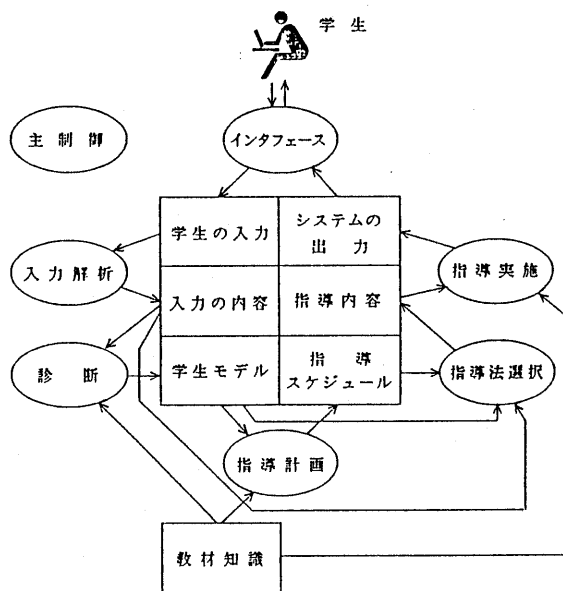 学生
主制御
インタフェース
学生の入力
システムの
出力
入力解析
指導実施
入力の内容
指導内容
診断
学生モデル
指導
スケジュール
指導法選択
指導計画
教材知識